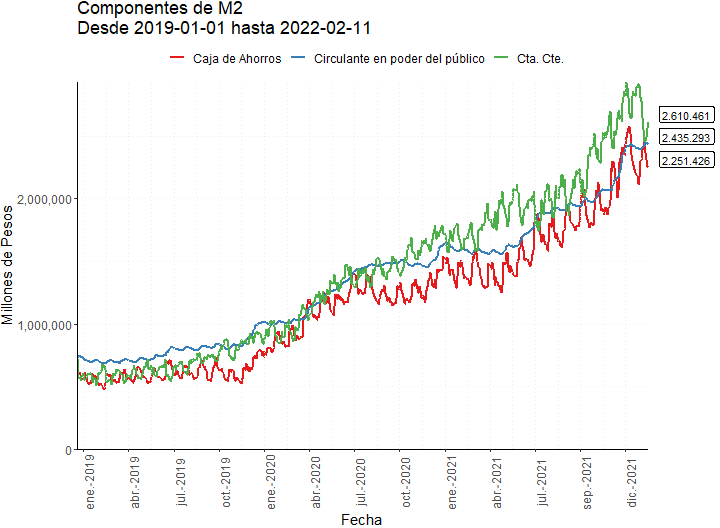 Componentes de M2
Desde 2019-01-01 hasta 2022-02-11
Caja de Ahorros
Circulante en poder del público
Cta. Cte.
Millones de Pesos
2,000,000
1,000,000
0
2.610.461
2.435.293
2.251.426
ene.-2019
abr.-2019
jul.-2019
oct.-2019
ene.-2020
abr.-2020
jul.-2020
oct.-2020
ene.-2021
abr.-2021
jul.-2021
sep.-2021
dic.-2021
Fecha